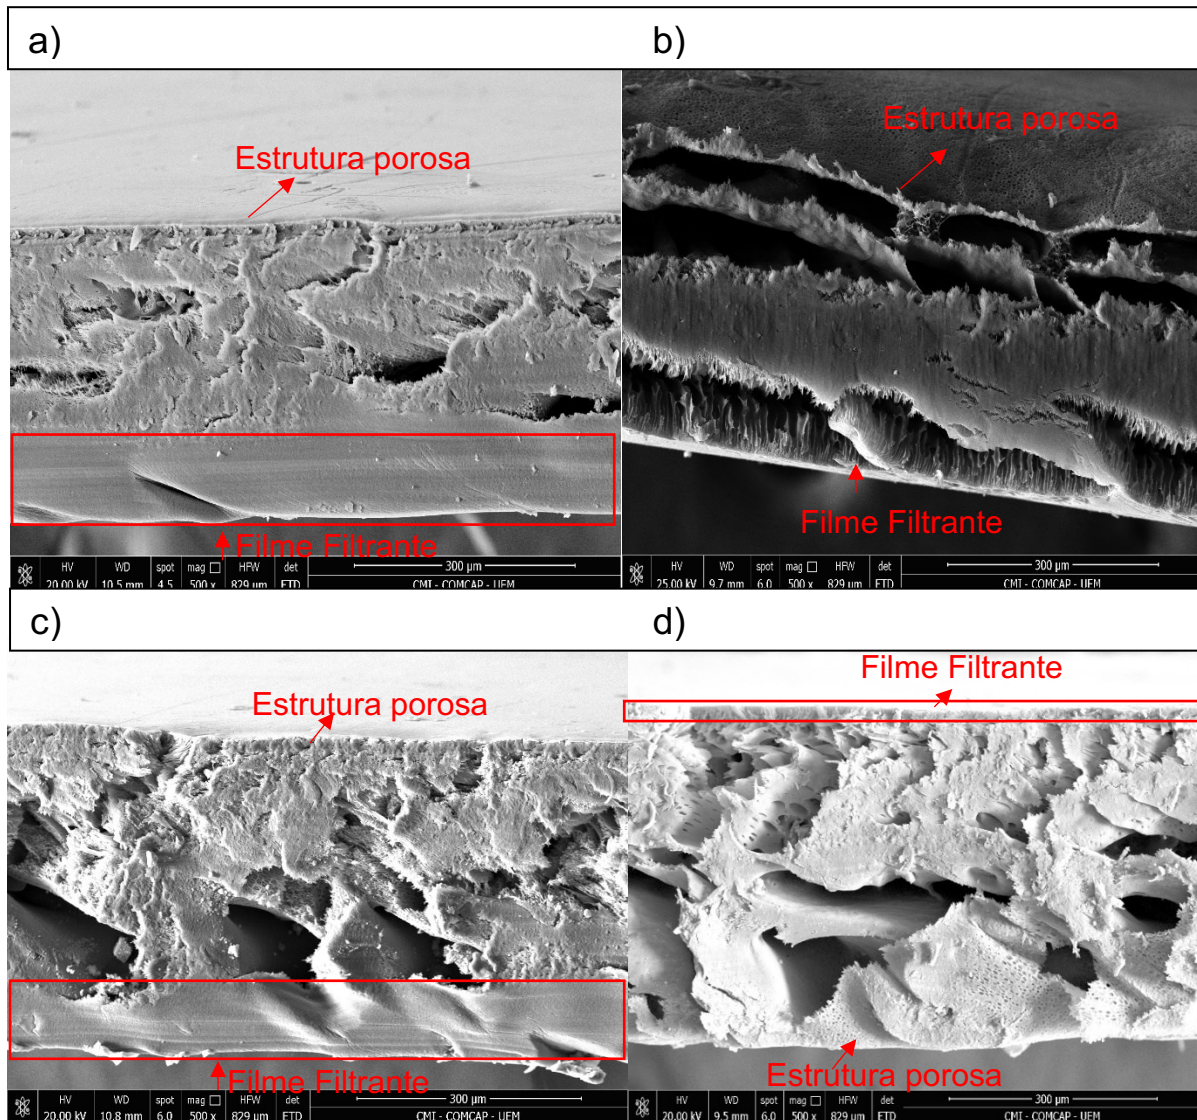 a)
Estrutura porosa
Filme Filtrante
HV WD spot mag HFW det 300 µm
20.00 kV 10.5 mm 4.5 500 x 829 µm ETD CMI - COMCAP - UEM
b)
Estrutura porosa
Filme Filtrante
HV WD spot mag HFW det 300 µm
25.00 kV 9.7 mm 6.0 500 x 829 µm ETD CMI - COMCAP - UEM
c)
Estrutura porosa
Filme Filtrante
HV WD spot mag HFW det 300 µm
20.00 kV 10.8 mm 6.0 500 x 829 µm ETD CMI - COMCAP - UEM
d)
Filme Filtrante
Estrutura porosa
HV WD spot mag HFW det 300 µm
20.00 kV 9.5 mm 6.0 500 x 829 µm ETD CMI - COMCAP - UEM